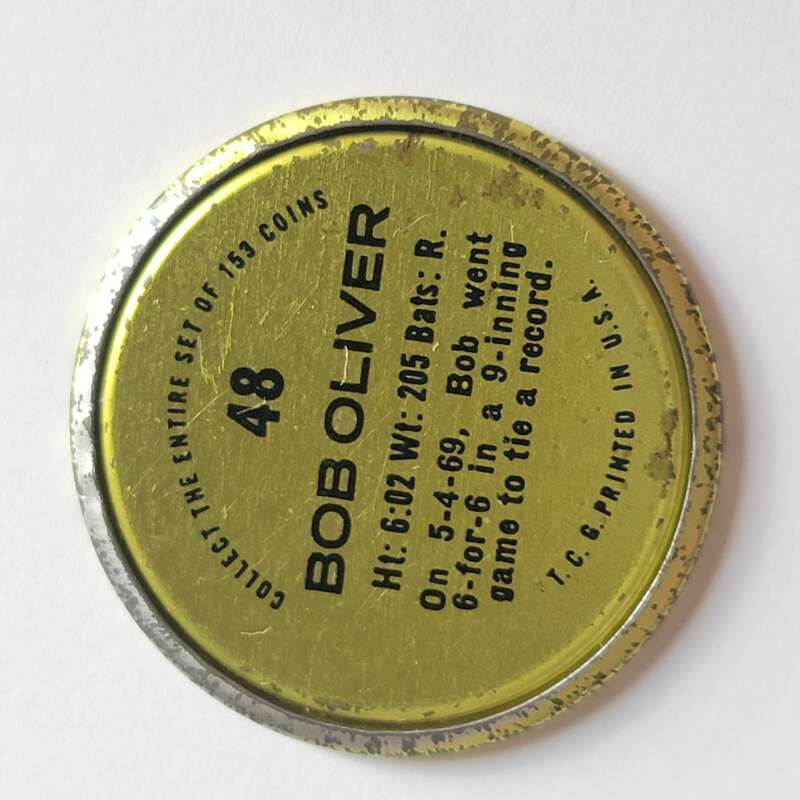 COLLECT THE ENTIRE SET OF 153 COINS
48
BOB OLIVER
Ht: 6:02 Wt: 205 Bats: R.
On 5-4-69, Bob went
6-for-6 in a 9-inning
game to tie a record.
T. C. G. PRINTED IN U.S.A.